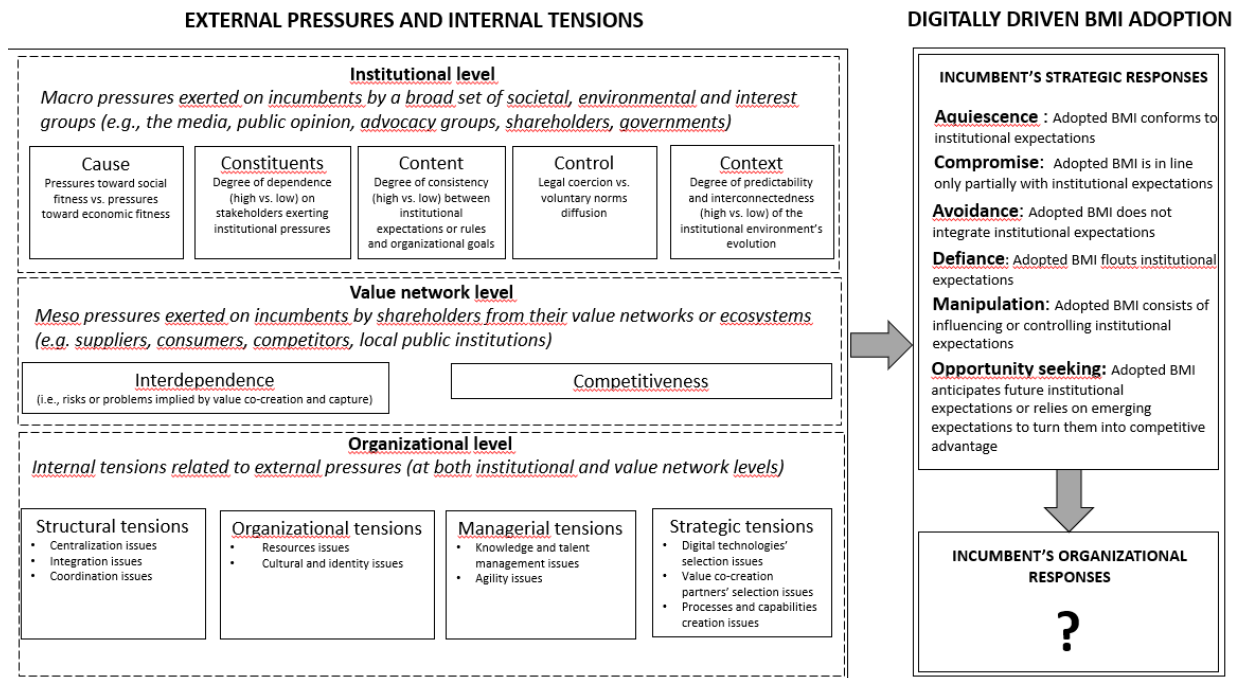 EXTERNAL PRESSURES AND INTERNAL TENSIONS
Institutional level
Macro pressures exerted on incumbents by a broad set of societal, environmental and interest
groups (e.g., the media, public opinion, advocacy groups, shareholders, governments)
Cause
Pressures toward social
fitness vs. pressures
toward economic fitness
Constituents
Degree of dependence
(high vs. low) on
stakeholders exerting
institutional pressures
Content
Degree of consistency
(high vs. low) between
institutional
expectations or rules
and organizational goals
Control
Legal coercion vs.
voluntary norms
diffusion
Context
Degree of predictability
and interconnectedness
(high vs. low) of the
institutional environment's
evolution
Value network level
Meso pressures exerted on incumbents by shareholders from their value networks or ecosystems
(e.g. suppliers, consumers, competitors, local public institutions)
Interdependence
(i.e., risks or problems implied by value co-creation and capture)
Competitiveness
Organizational level
Internal tensions related to external pressures (at both institutional and value network levels)
Structural tensions
• Centralization issues
• Integration issues
• Coordination issues
Organizational tensions
• Resources issues
• Cultural and identity issues
Managerial tensions
• Knowledge and talent
management issues
• Agility issues
Strategic tensions
• Digital technologies'
selection issues
• Value co-creation
partners' selection issues
• Processes and capabilities
creation issues
DIGITALLY DRIVEN BMI ADOPTION
INCUMBENT'S STRATEGIC RESPONSES
Aquiescence : Adopted BMI conforms to
institutional expectations
Compromise: Adopted BMI is in line
only partially with institutional expectations
Avoidance: Adopted BMI does not
integrate institutional expectations
Defiance: Adopted BMI flouts institutional
expectations
Manipulation: Adopted BMI consists of
influencing or controlling institutional
expectations
Opportunity seeking: Adopted BMI
anticipates future institutional
expectations or relies on emerging
expectations to turn them into competitive
advantage
INCUMBENT'S ORGANIZATIONAL
RESPONSES
?